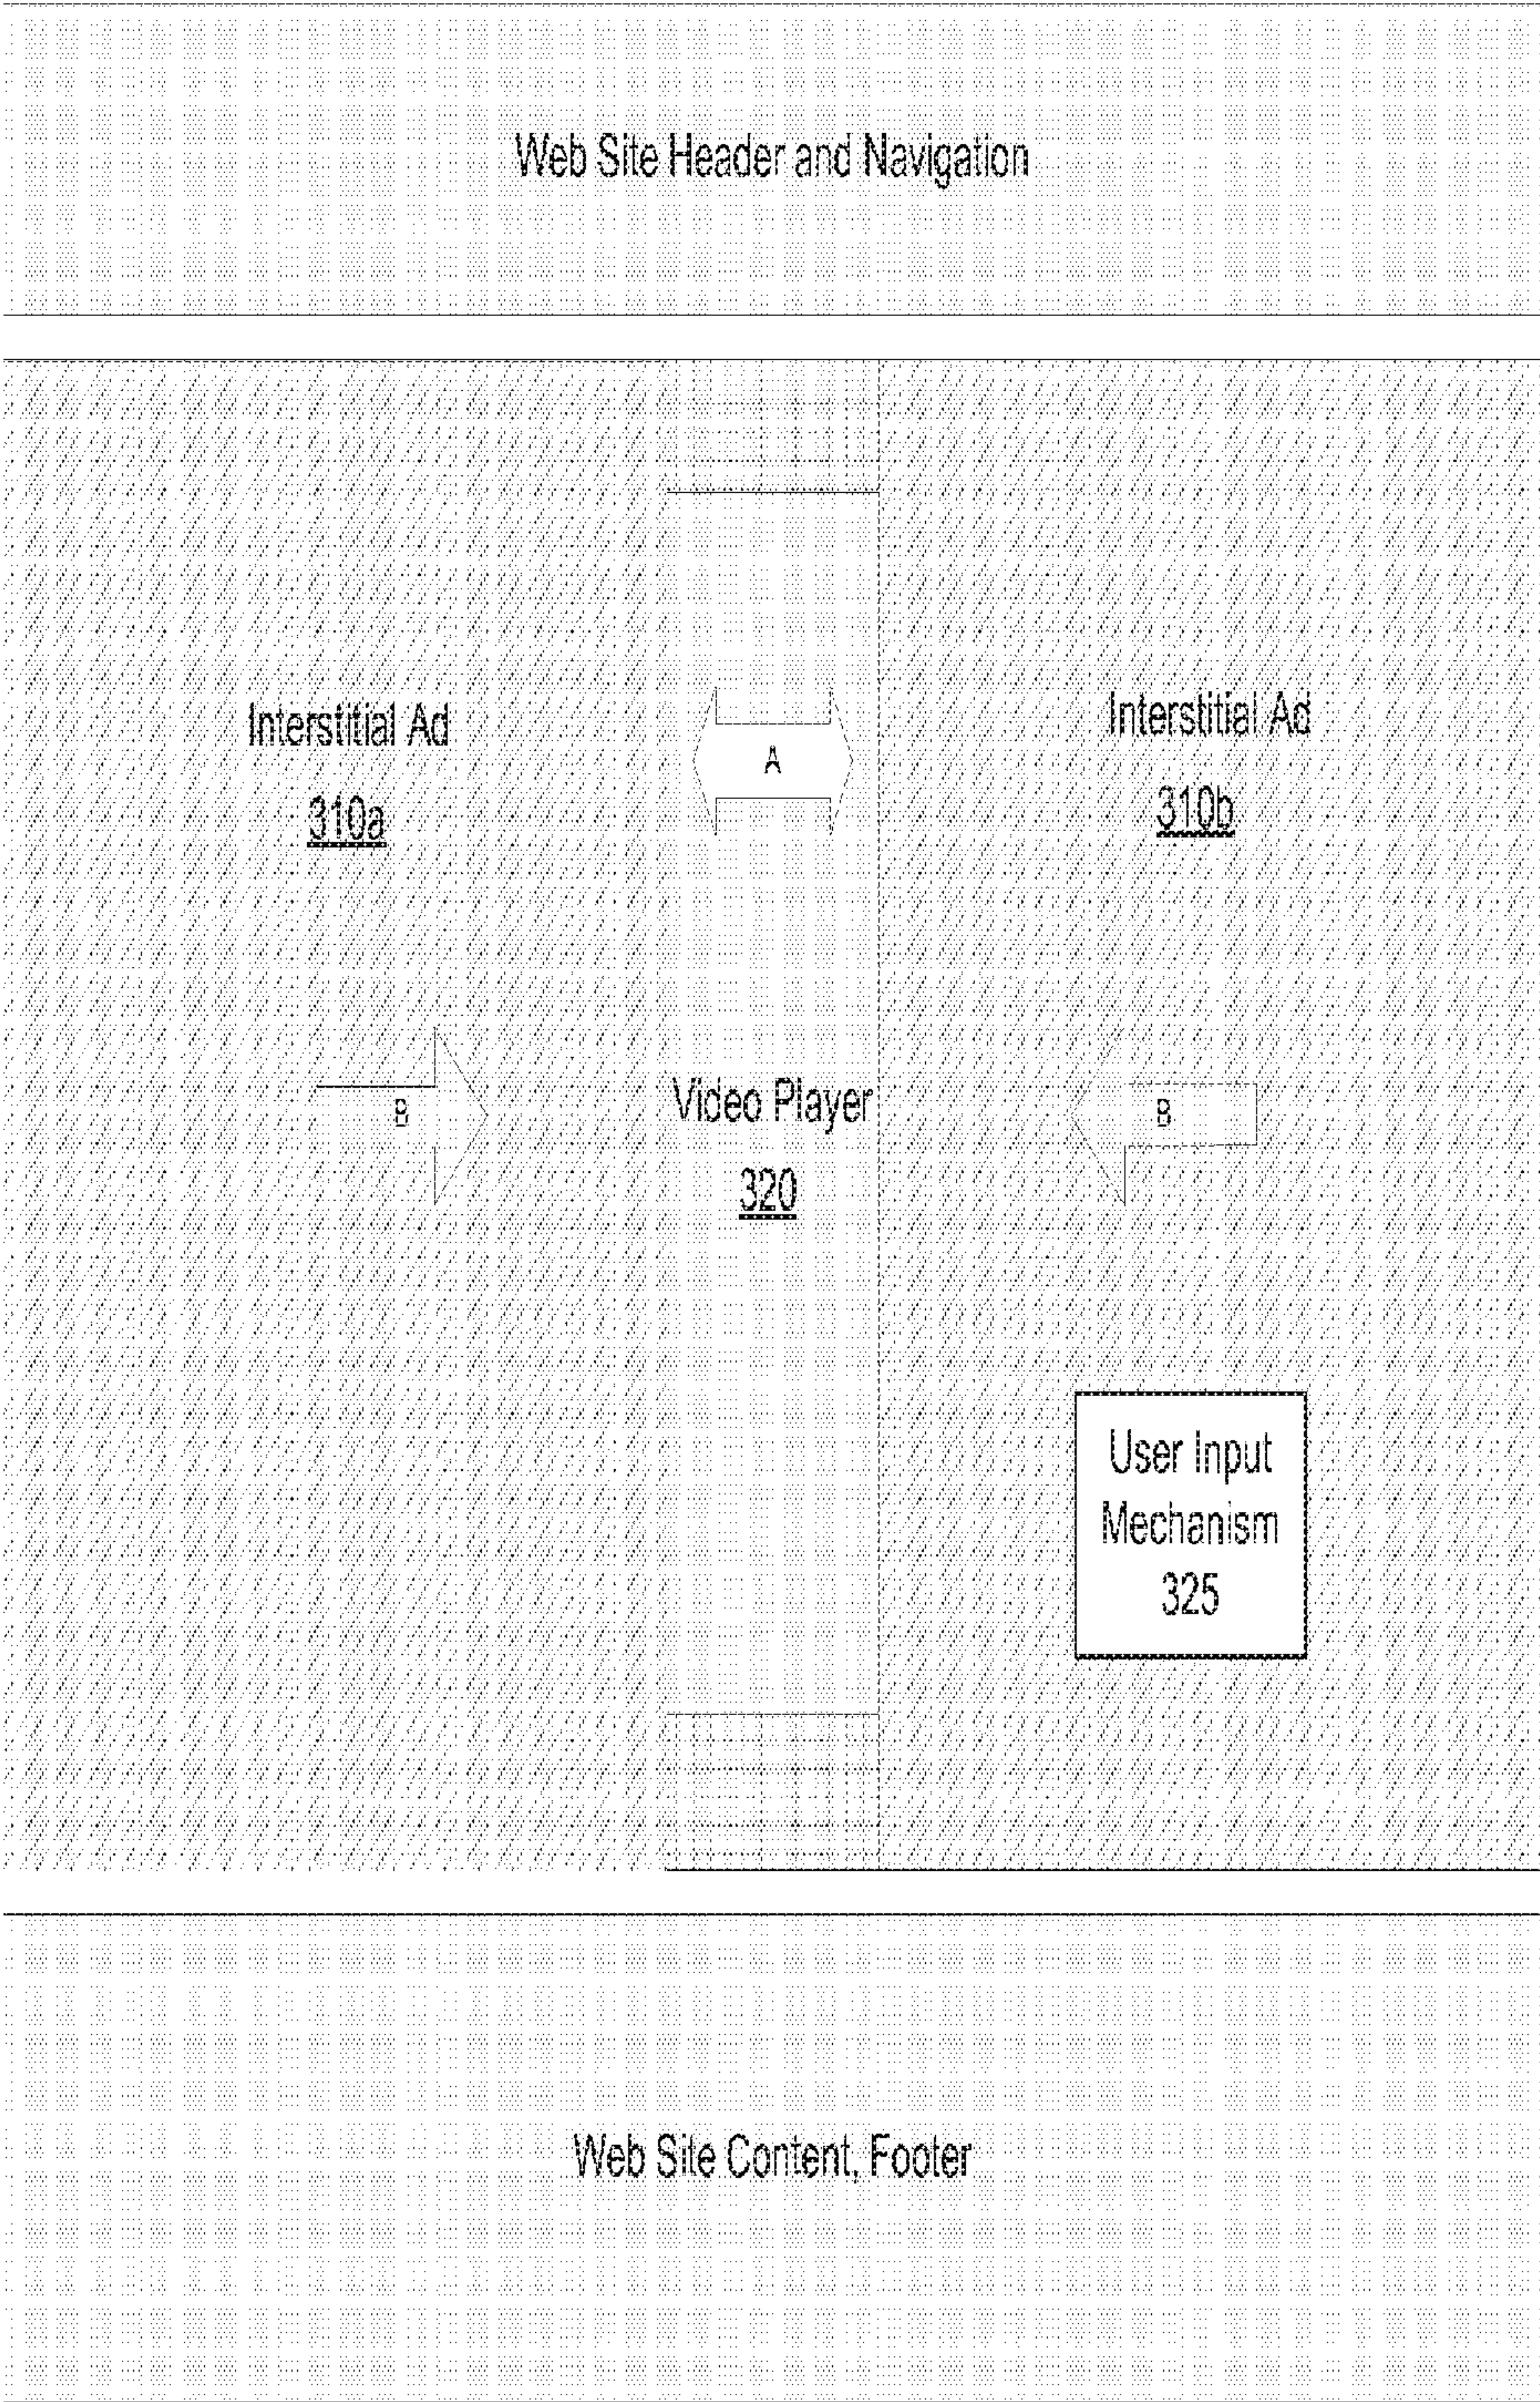 Web Site Header and Navigation
Interstitial Ad
310a
A
Interstitial Ad
310b
B
Video Player
320
B
User Input
Mechanism
325
Web Site Content, Footer